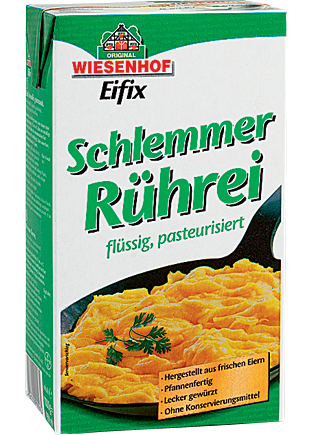 ORIGINAL
WIESENHOF
Eifix
Schlemmer
Rührei
flüssig, pasteurisiert
• Hergestellt aus frischen Eiern
• Pfannenfertig
• Lecker gewürzt
• Ohne Konservierungsmittel